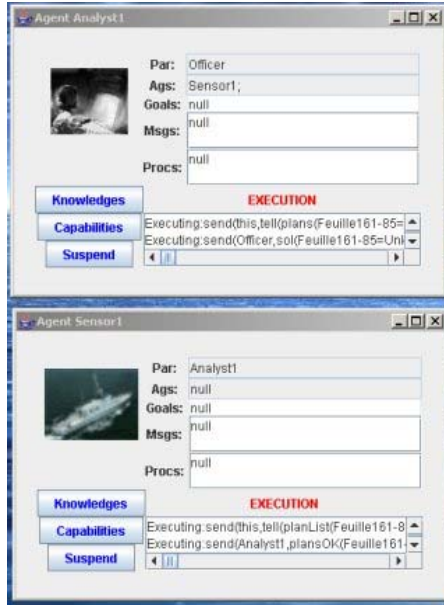 Agent Analyst1
Par: Officer
Ags: Sensor1;
Goals: null
Msgs: null
Procs: null
Knowledges
EXECUTION
Capabilities
Executing:send(this,tell(plans(Feuille161-85=
Suspend
Executing:send(Officer,sol(Feuille161-85=Unl
Agent Sensor1
Par: Analyst1
Ags: null
Goals: null
Msgs: null
Procs: null
Knowledges
EXECUTION
Capabilities
Executing:send(this,tell(planList(Feuille161-8
Suspend
Executing:send(Analyst1,plansOK(Feuille161-